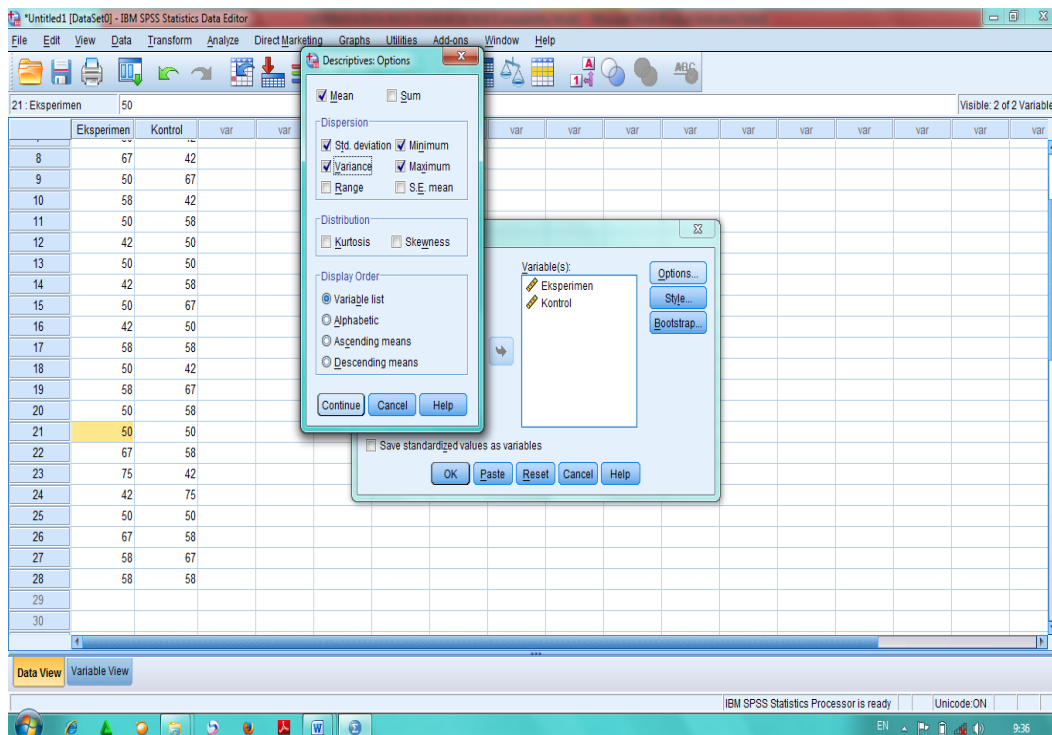 *Untitled1 [DataSet0] - IBM SPSS Statistics Data Editor
File Edit View Data Transform Analyze Direct Marketing Graphs Utilities Add-ons Window Help
21 : Eksperimen 50 Visible: 2 of 2 Variable
Eksperimen Kontrol var var var var var var var var var var var var
8 67 42
9 50 67
10 58 42
11 50 58
12 42 50
13 50 50
14 42 58
15 50 67
16 42 50
17 58 58
18 50 42
19 58 67
20 50 58
21 50 50
22 67 58
23 75 42
24 42 75
25 50 50
26 67 58
27 58 67
28 58 58
29
30
Descriptives: Options
Mean Sum
Dispersion
Std. deviation Minimum
Variance Maximum
Range S.E. mean
Distribution
Kurtosis Skewness
Display Order
Variable list
Alphabetic
Ascending means
Descending means
Continue Cancel Help
Variable(s):
Eksperimen
Kontrol
Options...
Style...
Bootstrap...
Save standardized values as variables
OK Paste Reset Cancel Help
Data View Variable View
IBM SPSS Statistics Processor is ready Unicode:ON
EN 9:36